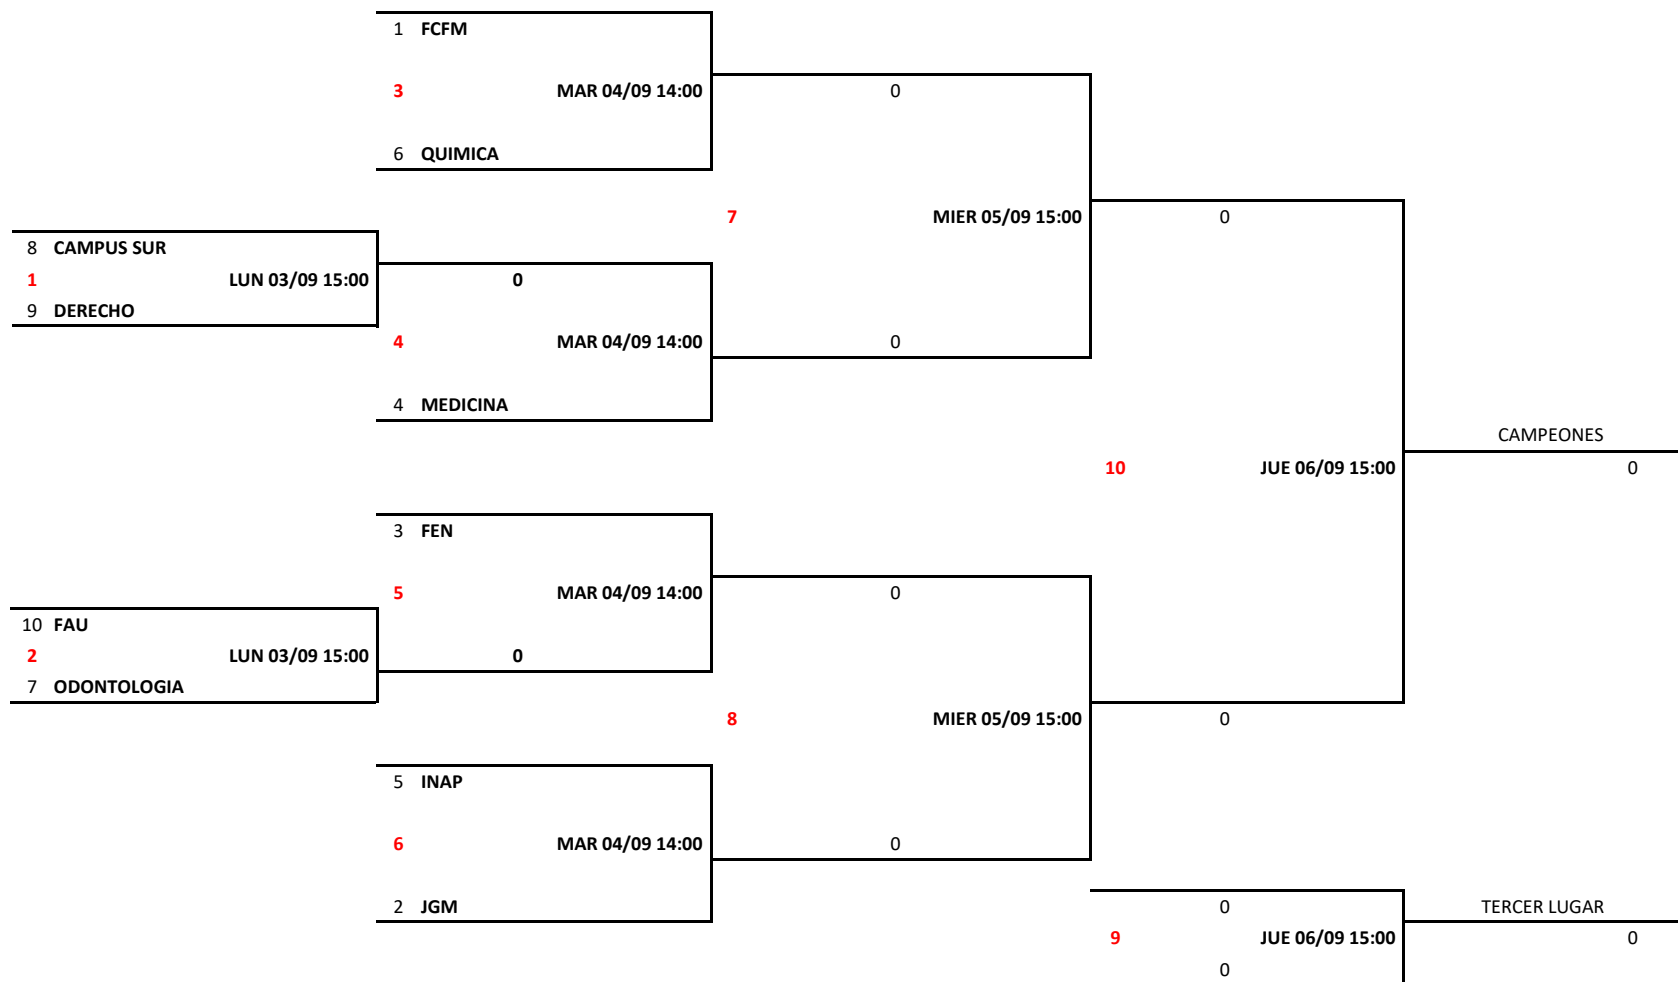 1 FCFM
3 MAR 04/09 14:00 0
6 QUIMICA
7 MIER 05/09 15:00 0
8 CAMPUS SUR
1 LUN 03/09 15:00 0
9 DERECHO
4 MAR 04/09 14:00 0
4 MEDICINA
CAMPEONES
10 JUE 06/09 15:00 0
3 FEN
5 MAR 04/09 14:00 0
10 FAU
2 LUN 03/09 15:00 0
7 ODONTOLOGIA
8 MIER 05/09 15:00 0
5 INAP
6 MAR 04/09 14:00 0
2 JGM 0 TERCER LUGAR
9 JUE 06/09 15:00 0
0